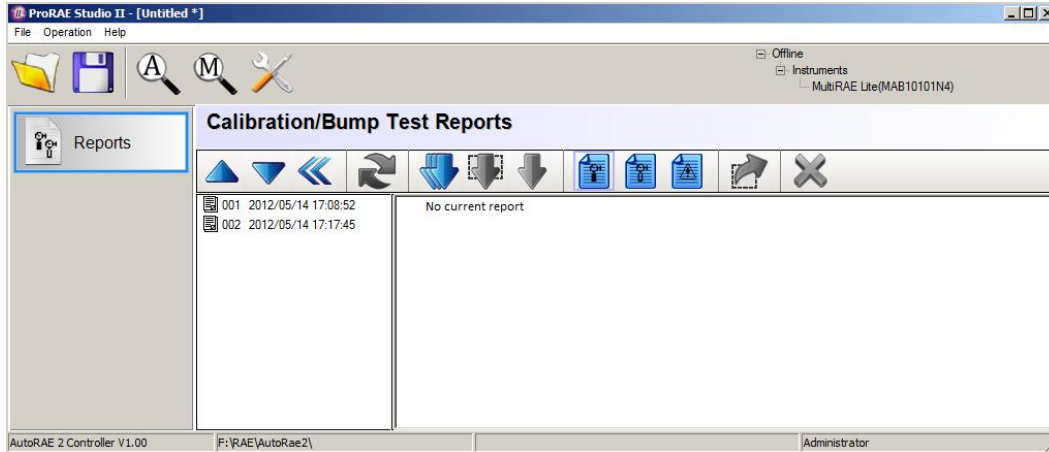 ProRAE Studio II - [Untitled *]
File Operation Help
A
M
Offline
Instruments
MultiRAE Lite(MAB10101N4)
Reports
Calibration/Bump Test Reports
001 2012/05/14 17:08:52
002 2012/05/14 17:17:45
No current report
AutoRAE 2 Controller V1.00 F:\RAE\AutoRae2\ Administrator